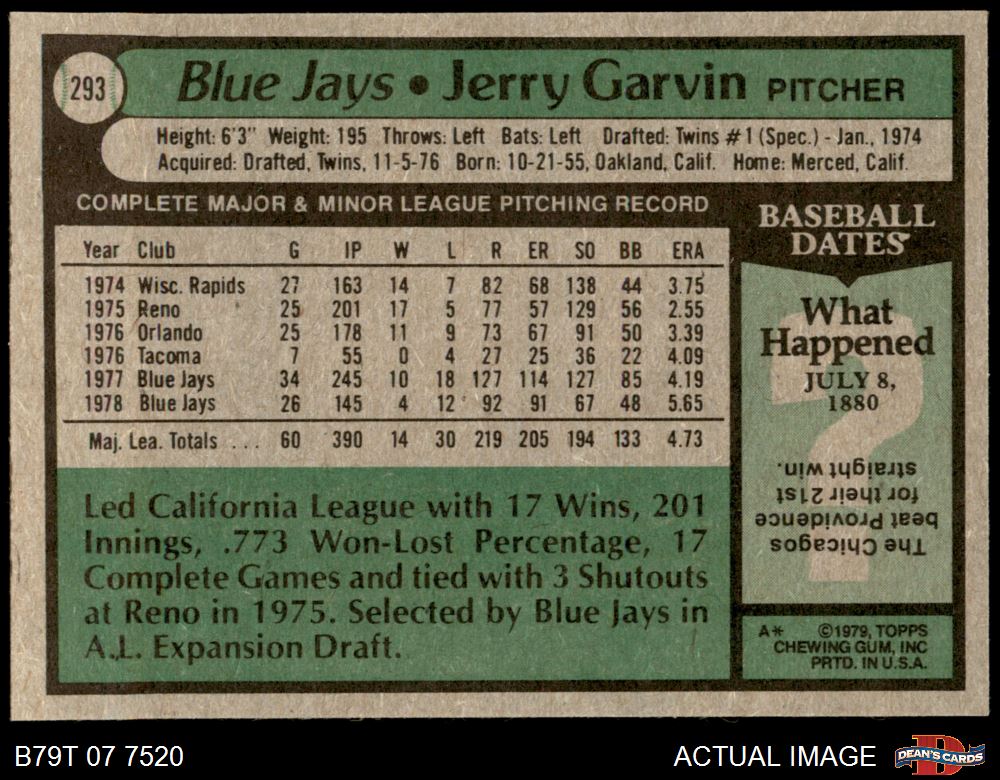 293
Blue Jays • Jerry Garvin PITCHER
Height: 6'3" Weight: 195 Throws: Left Bats: Left Drafted: Twins #1 (Spec.) - Jan., 1974
Acquired: Drafted, Twins, 11-5-76 Born: 10-21-55, Oakland, Calif. Home: Merced, Calif.
COMPLETE MAJOR & MINOR LEAGUE PITCHING RECORD
Year Club G IP W L R ER SO BB ERA
1974 Wisc. Rapids 27 163 14 7 82 68 138 44 3.75
1975 Reno 25 201 17 5 77 57 129 56 2.55
1976 Orlando 25 178 11 9 73 67 91 50 3.39
1976 Tacoma 7 55 0 4 27 25 36 22 4.09
1977 Blue Jays 34 245 10 18 127 114 127 85 4.19
1978 Blue Jays 26 145 4 12 92 91 67 48 5.65
Maj. Lea. Totals ... 60 390 14 30 219 205 194 133 4.73
Led California League with 17 Wins, 201
Innings, .773 Won-Lost Percentage, 17
Complete Games and tied with 3 Shutouts
at Reno in 1975. Selected by Blue Jays in
A.L. Expansion Draft.
BASEBALL
DATES
What
Happened
JULY 8,
1880
?
The Chicagos
beat Providence
for their 21st
straight win.
A* ©1979, TOPPS
CHEWING GUM, INC
PRTD. IN U.S.A.
B79T 07 7520
ACTUAL IMAGE
D
DEAN'S CARDS